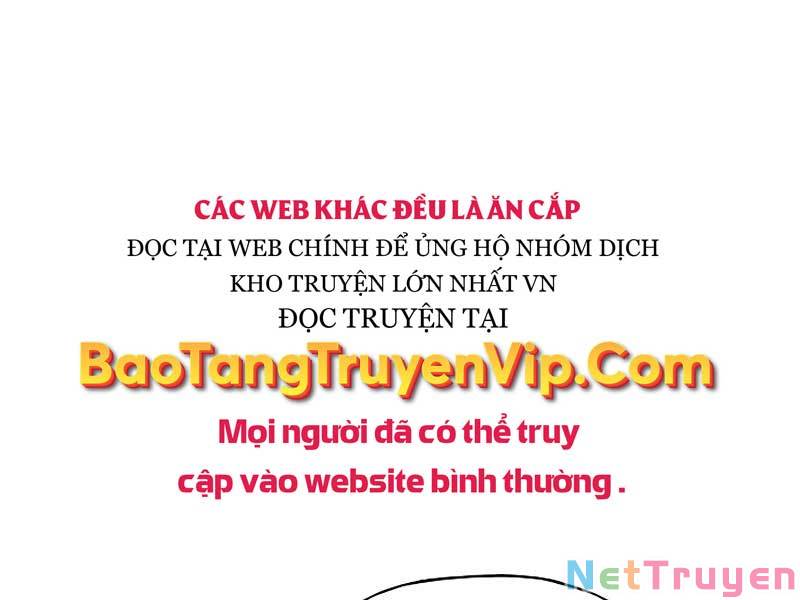 CÁC WEB KHÁC ĐỀU LÀ ĂN CẮP
ĐỌC TẠI WEB CHÍNH ĐỂ ỦNG HỘ NHÓM DỊCH
KHO TRUYỆN LỚN NHẤT VN
ĐỌC TRUYỆN TẠI
BaoTangTruyenVip.Com
Mọi người đã có thể truy
cập vào website bình thường.
NetTruyen